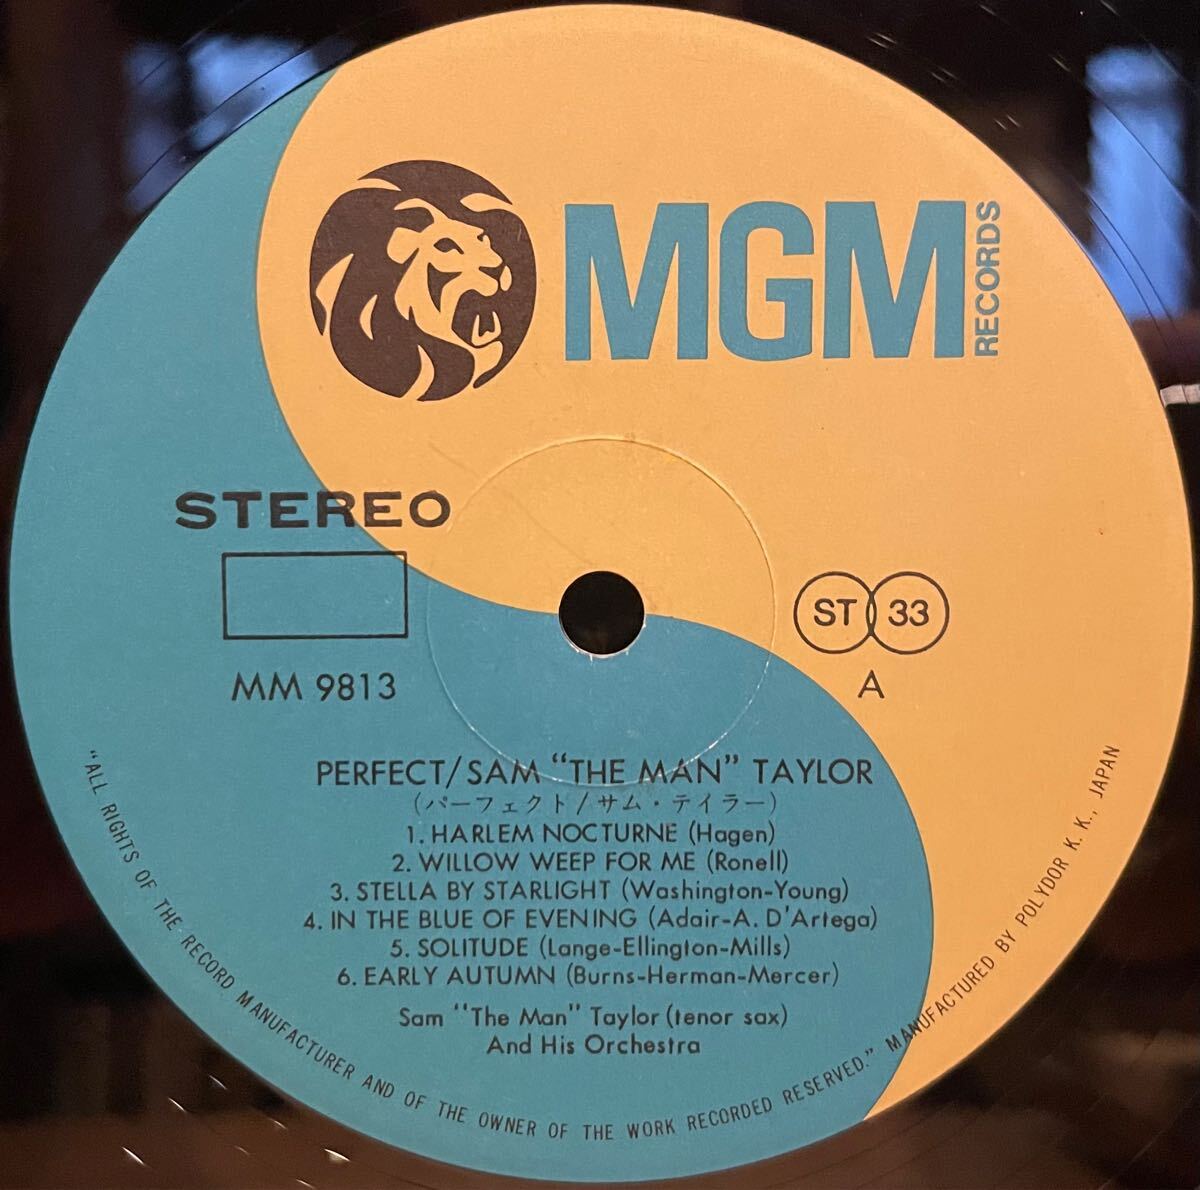 MGM
RECORDS
STEREO
ST 33
MM 9813
A
PERFECT/SAM “THE MAN” TAYLOR
(パーフェクト/サム・テイラー)
1. HARLEM NOCTURNE (Hagen)
2. WILLOW WEEP FOR ME (Ronell)
3. STELLA BY STARLIGHT (Washington-Young)
4. IN THE BLUE OF EVENING (Adair-A. D'Artega)
5. SOLITUDE (Lange-Ellington-Mills)
6. EARLY AUTUMN (Burns-Herman-Mercer)
Sam “The Man” Taylor (tenor sax)
And His Orchestra
“ALL RIGHTS OF THE RECORD MANUFACTURER AND OF THE OWNER OF THE WORK RECORDED RESERVED.” MANUFACTURED BY POLYDOR K. K., JAPAN